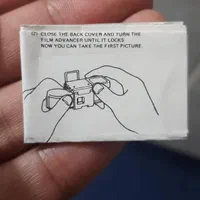 (2) CLOSE THE BACK COVER AND TURN THE
FILM ADVANCER UNTIL IT LOCKS
NOW YOU CAN TAKE THE FIRST PICTURE.